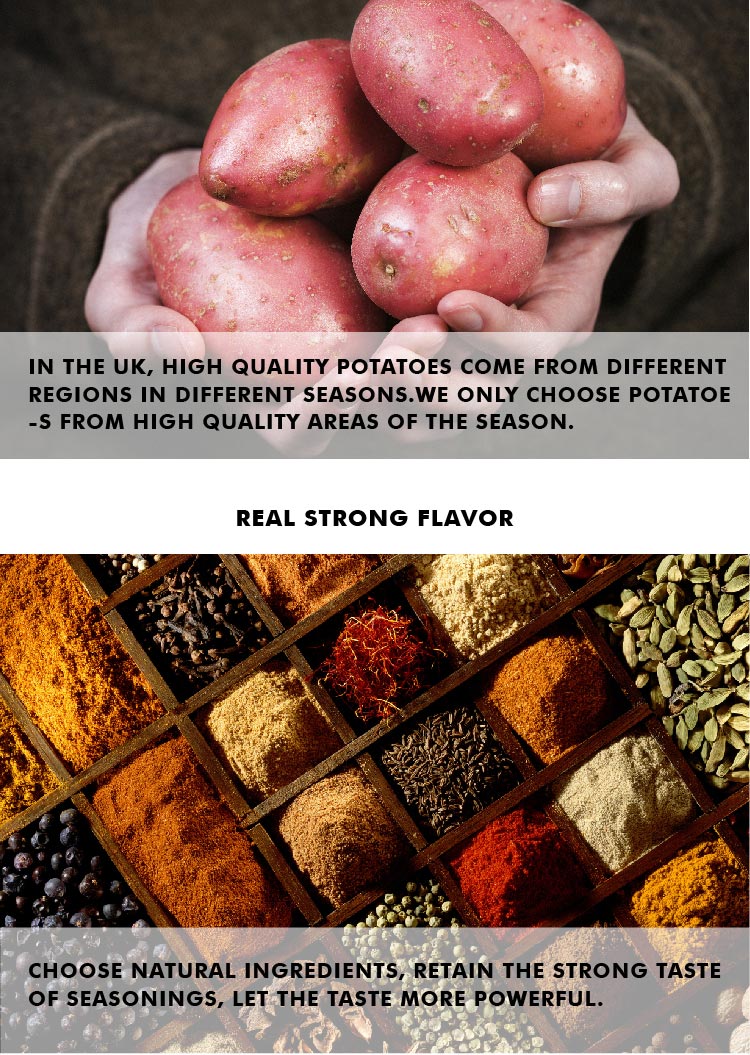 IN THE UK, HIGH QUALITY POTATOES COME FROM DIFFERENT
REGIONS IN DIFFERENT SEASONS.WE ONLY CHOOSE POTATOE
-S FROM HIGH QUALITY AREAS OF THE SEASON.
REAL STRONG FLAVOR
CHOOSE NATURAL INGREDIENTS, RETAIN THE STRONG TASTE
OF SEASONINGS, LET THE TASTE MORE POWERFUL.